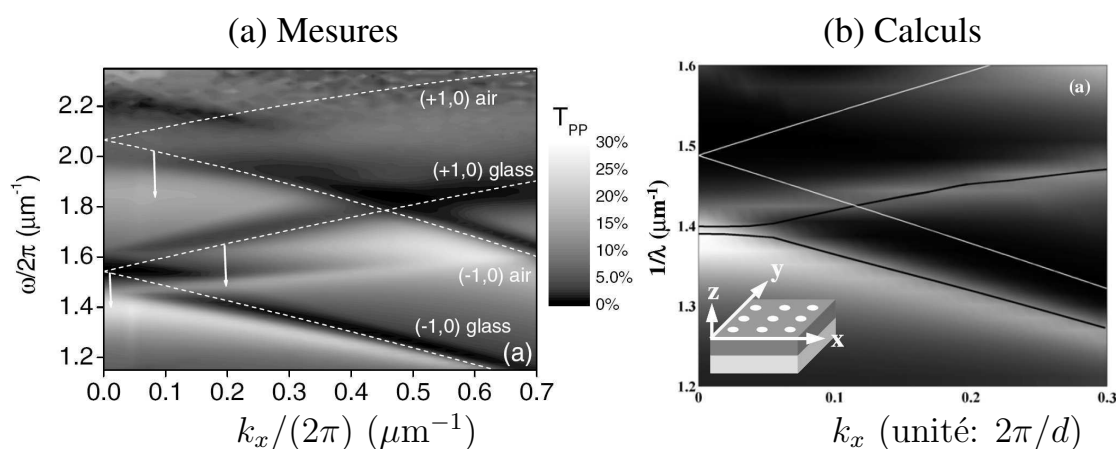 (a) Mesures
2.2
2.0
1.8
1.6
1.4
1.2
ω/2π (μm⁻¹)
(+1,0) air
(+1,0) glass
(-1,0) air
(-1,0) glass
(a)
0.0 0.1 0.2 0.3 0.4 0.5 0.6 0.7
k_x/(2π) (μm⁻¹)
T_PP
30%
25%
20%
15%
10%
5.0%
0%
(b) Calculs
1.6
1.5
1.4
1.3
1.2
1/λ (μm⁻¹)
(a)
y
z
x
0 0.1 0.2 0.3
k_x (unité: 2π/d)